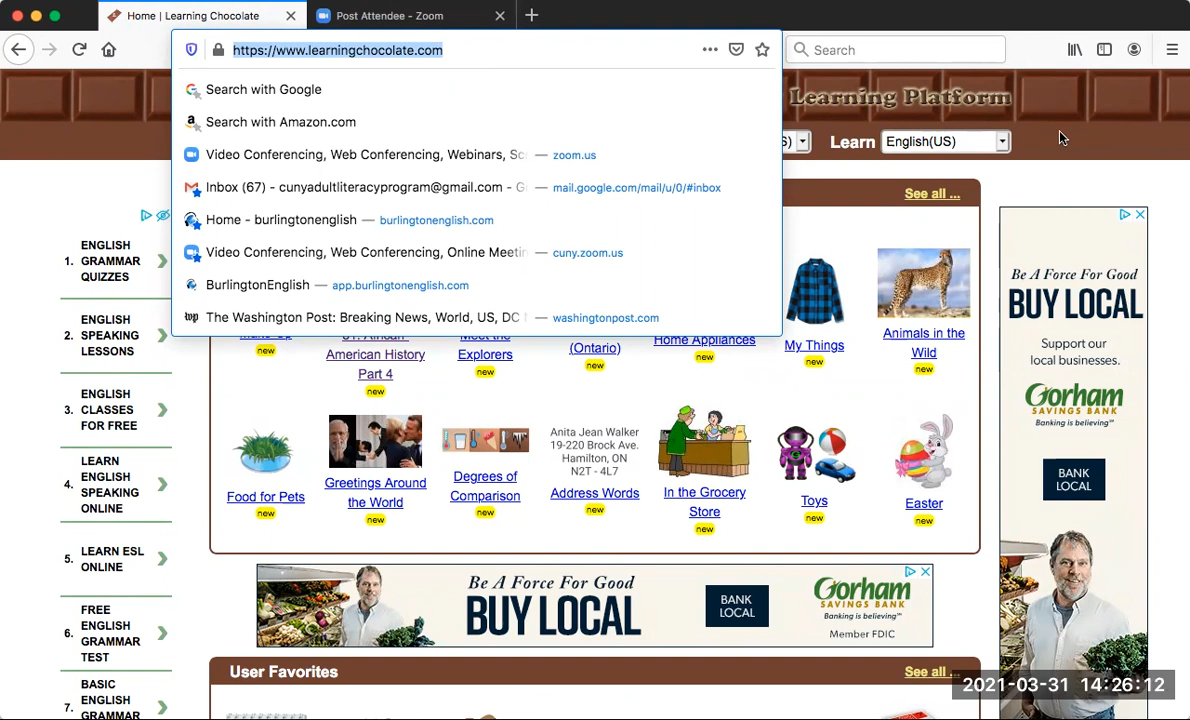 Home | Learning Chocolate
Post Attendee - Zoom
https://www.learningchocolate.com
Search
Search with Google
Search with Amazon.com
Video Conferencing, Web Conferencing, Webinars, Sc — zoom.us
Inbox (67) - cunyadultliteracyprogram@gmail.com - G — mail.google.com/mail/u/0/#inbox
Home - burlingtonenglish — burlingtonenglish.com
Video Conferencing, Web Conferencing, Online Meetin — cuny.zoom.us
BurlingtonEnglish — app.burlingtonenglish.com
The Washington Post: Breaking News, World, US, DC — washingtonpost.com
Learning Platform
S)
Learn
English(US)
See all ...
1. ENGLISH
GRAMMAR
QUIZZES
2. ENGLISH
SPEAKING
LESSONS
3. ENGLISH
CLASSES
FOR FREE
4. LEARN
ENGLISH
SPEAKING
ONLINE
5. LEARN ESL
ONLINE
6. FREE
ENGLISH
GRAMMAR
TEST
7. BASIC
ENGLISH
GRAMMAR
new
American History
Part 4
new
Meet the
Explorers
new
(Ontario)
new
Home Appliances
new
My Things
new
Animals in the
Wild
new
Food for Pets
new
Greetings Around
the World
new
Degrees of
Comparison
new
Anita Jean Walker
19-220 Brock Ave.
Hamilton, ON
N2T - 4L7
Address Words
new
In the Grocery
Store
new
Toys
new
Easter
new
Be A Force For Good
BUY LOCAL
BANK
LOCAL
Gorham
SAVINGS BANK
Banking is believing™
Member FDIC
Be A Force For Good
BUY LOCAL
Support our
local businesses.
Gorham
SAVINGS BANK
Banking is believing™
BANK
LOCAL
User Favorites
See all ...
2021-03-31 14:26:12